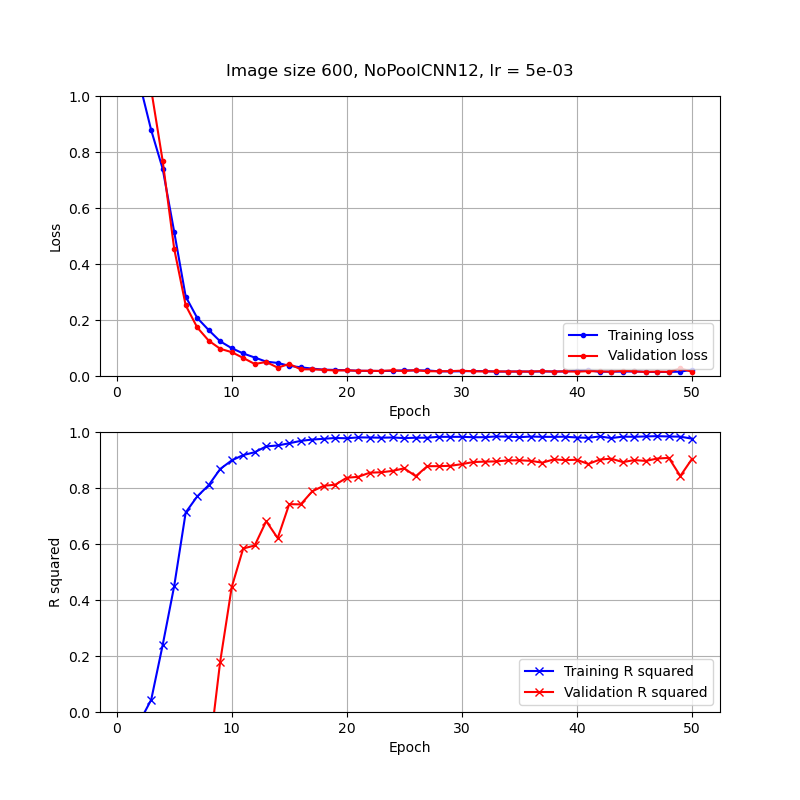 Image size 600, NoPoolCNN12, lr = 5e-03
1.0
0.8
0.6
0.4
0.2
0.0
Loss
Training loss
Validation loss
0 10 20 30 40 50
Epoch
1.0
0.8
0.6
0.4
0.2
0.0
R squared
Training R squared
Validation R squared
0 10 20 30 40 50
Epoch